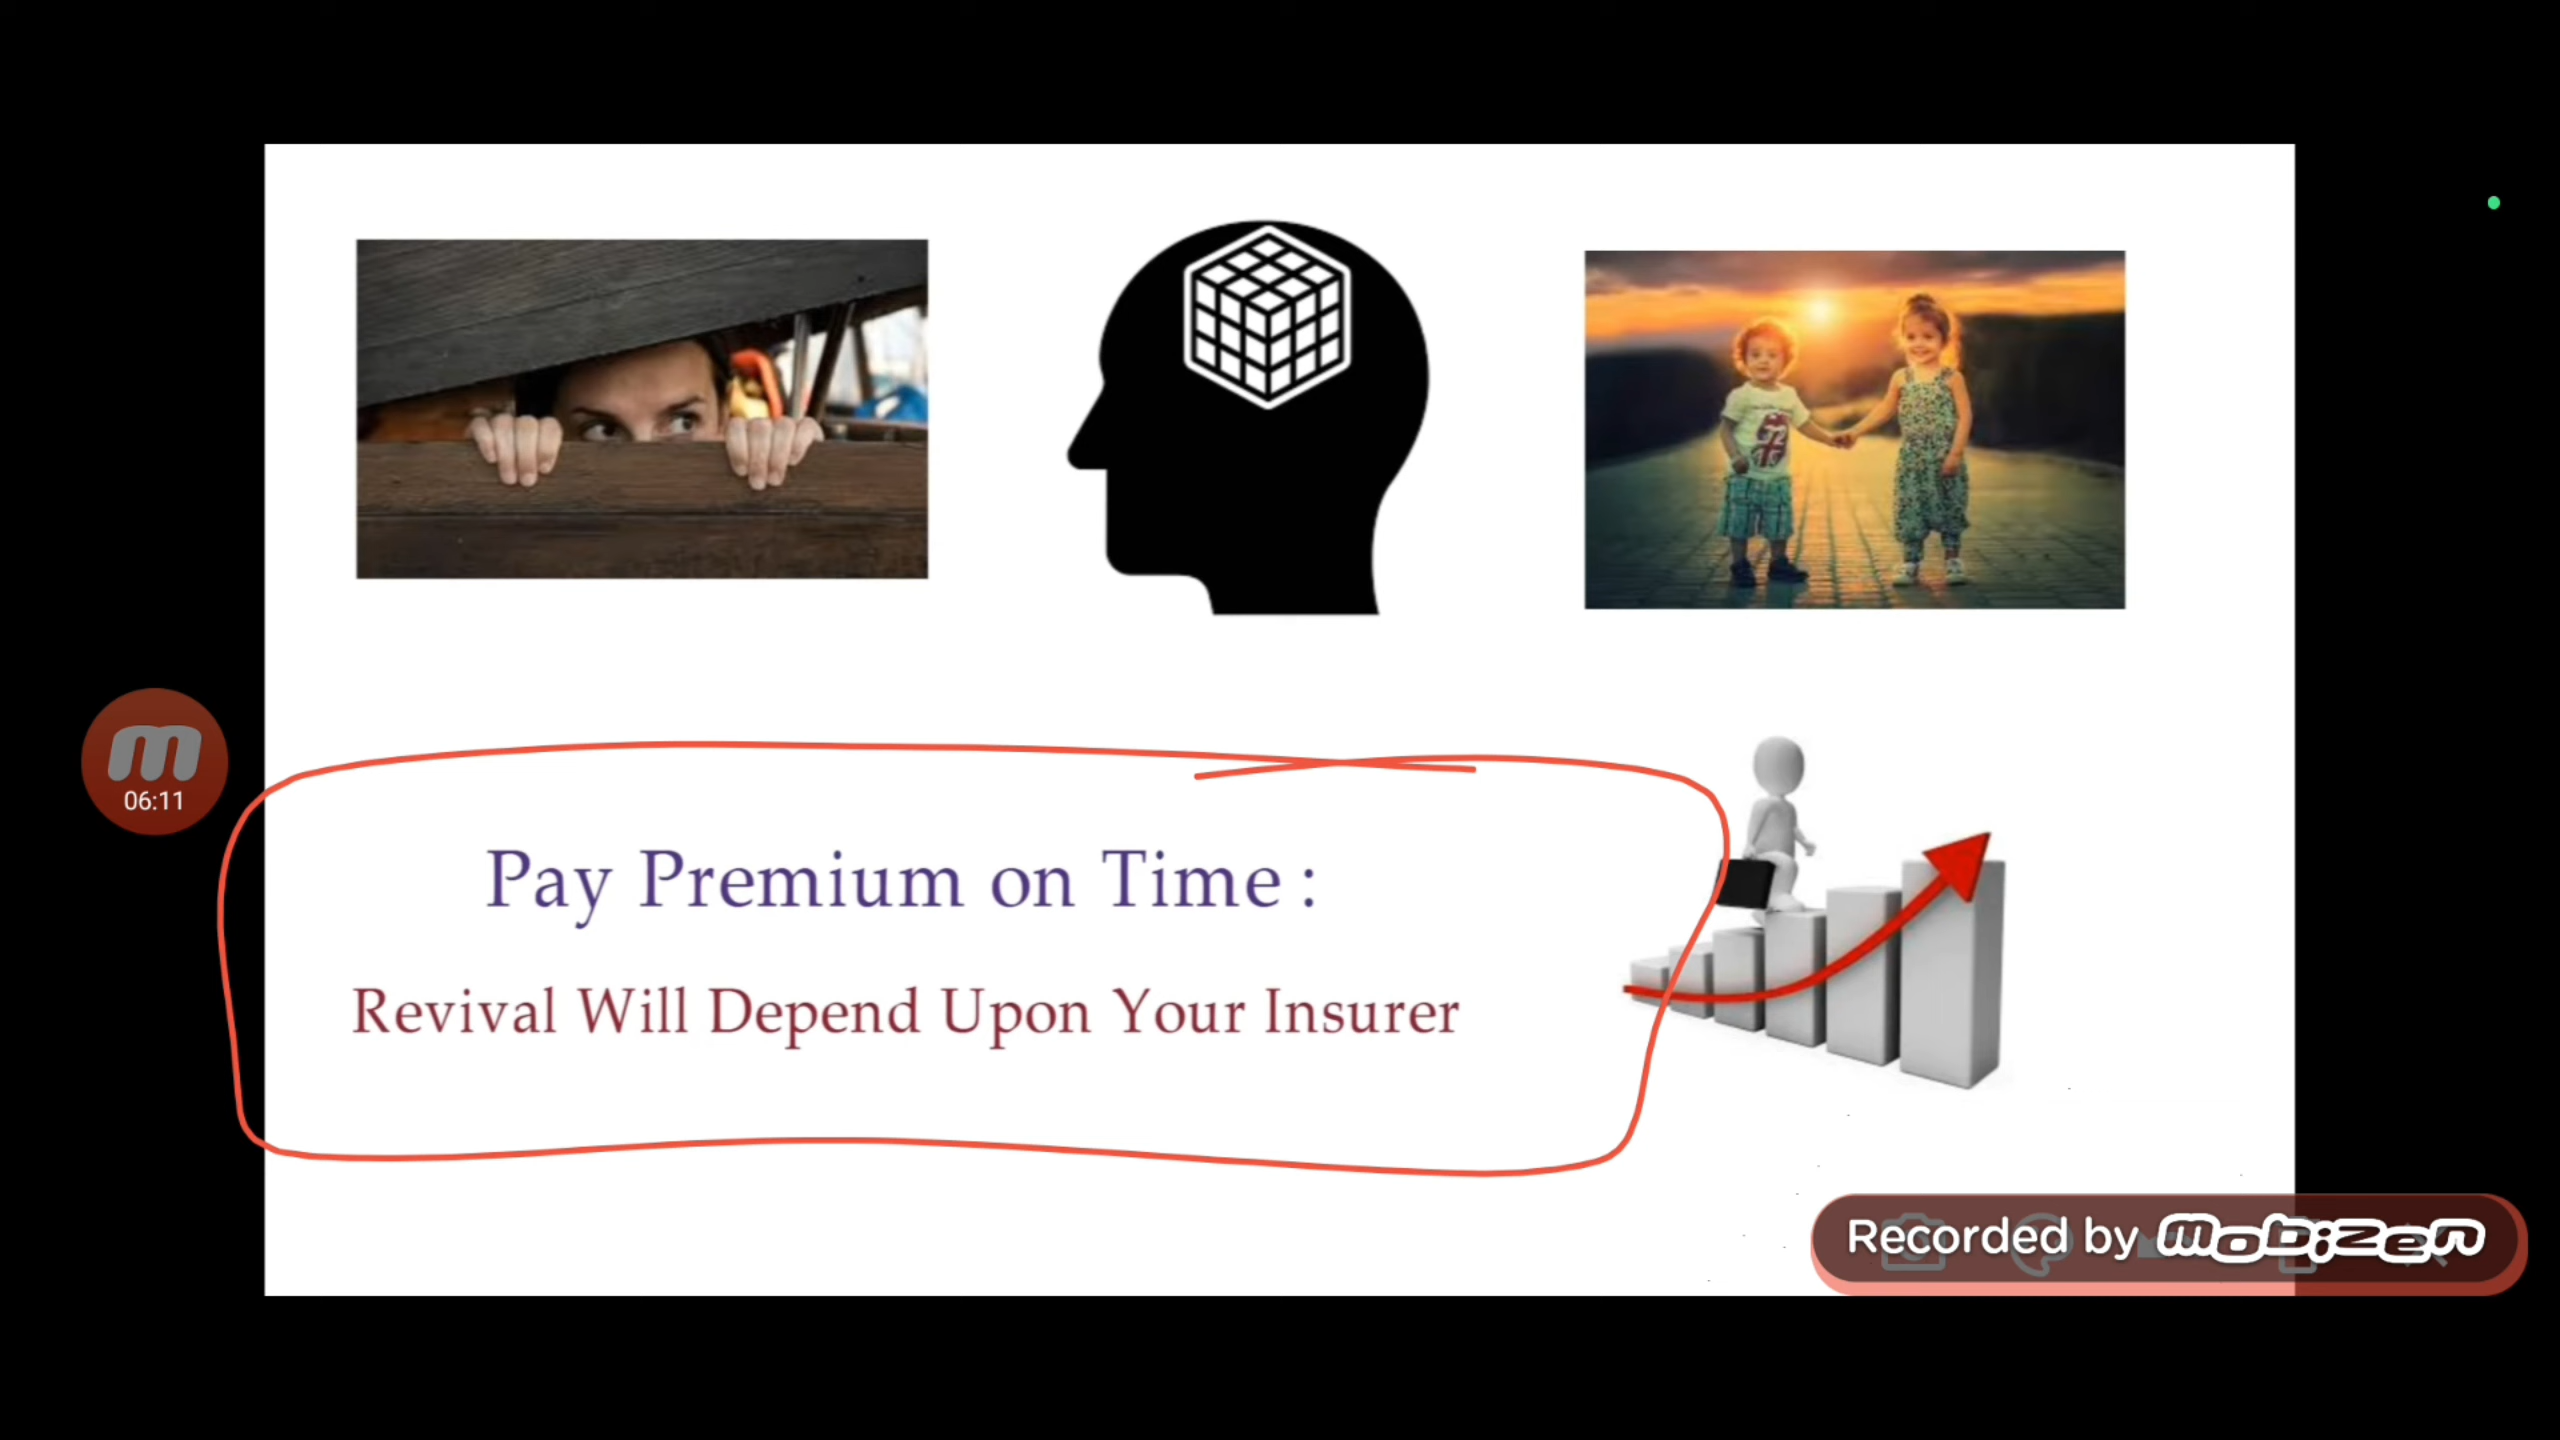 m
06:11
Pay Premium on Time :
Revival Will Depend Upon Your Insurer
Recorded by mobizen